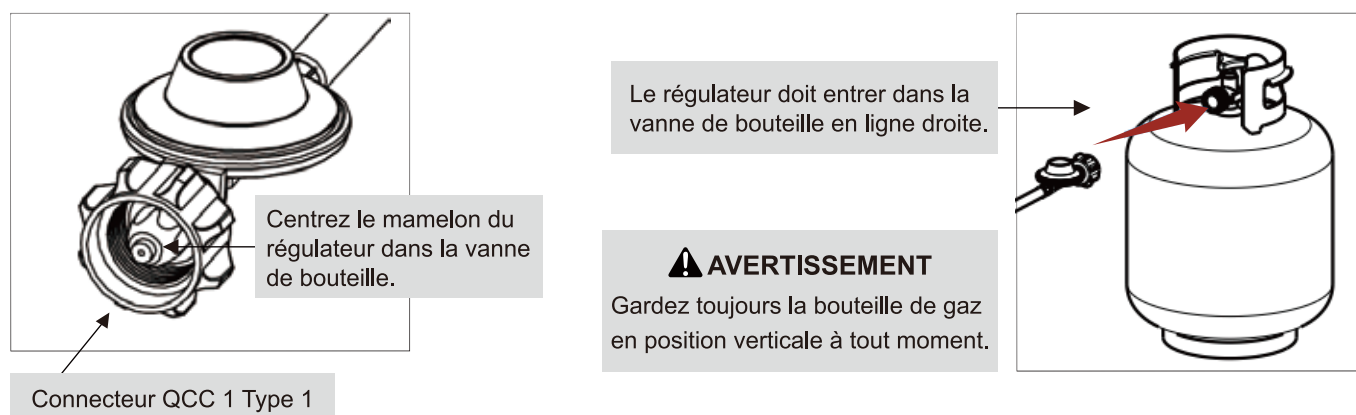 Centrez le mamelon du
régulateur dans la vanne
de bouteille.
Connecteur QCC 1 Type 1
Le régulateur doit entrer dans la
vanne de bouteille en ligne droite.
AVERTISSEMENT
Gardez toujours la bouteille de gaz
en position verticale à tout moment.